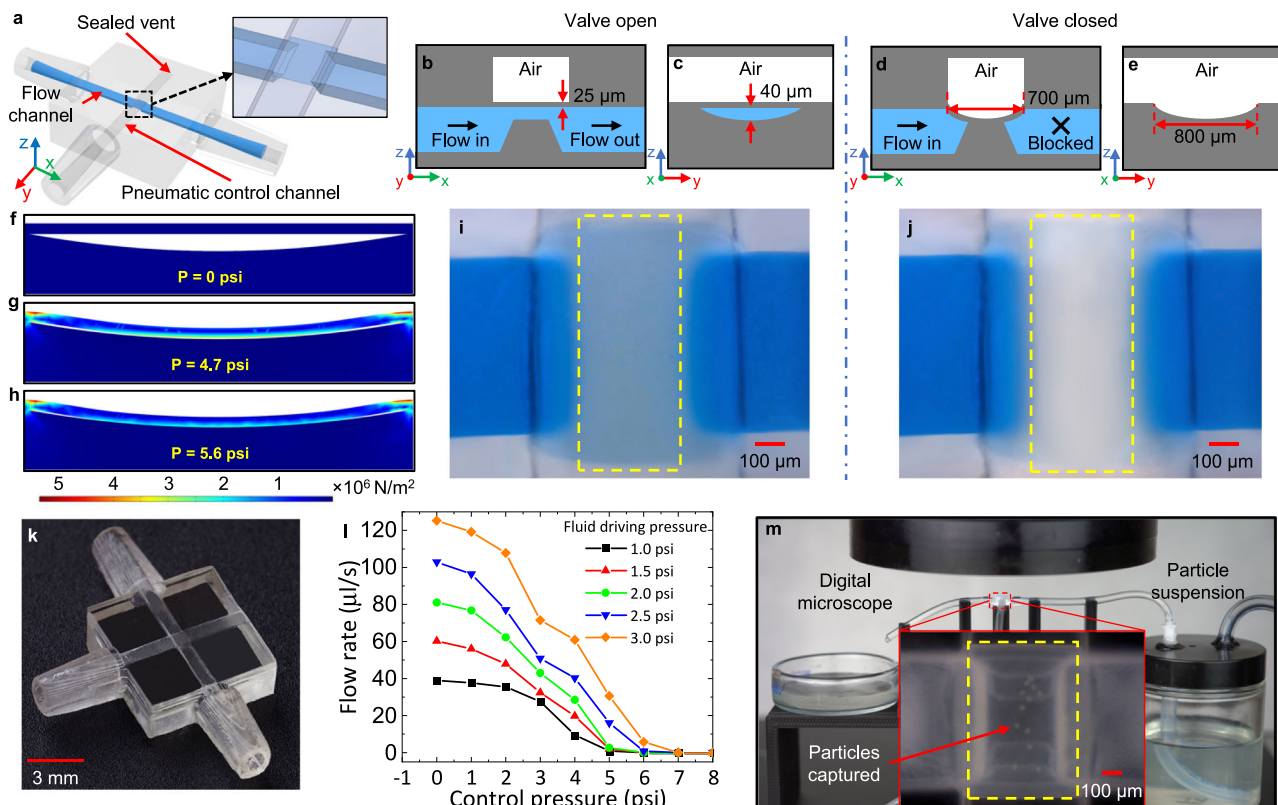 Valve open
Valve closed
a
Sealed vent
Flow
channel
Pneumatic control channel
z
x
y
b
Air
25 µm
Flow in
Flow out
z
y
x
c
Air
40 µm
z
x
y
d
Air
700 µm
Flow in
Blocked
z
y
x
e
Air
800 µm
z
x
y
f
P = 0 psi
g
P = 4.7 psi
h
P = 5.6 psi
5
4
3
2
1
×10⁶ N/m²
i
100 µm
j
100 µm
k
3 mm
l
Fluid driving pressure
1.0 psi
1.5 psi
2.0 psi
2.5 psi
3.0 psi
Flow rate (µl/s)
120
100
80
60
40
20
0
-1 0 1 2 3 4 5 6 7 8
Control pressure (psi)
m
Digital
microscope
Particle
suspension
Particles
captured
100 µm